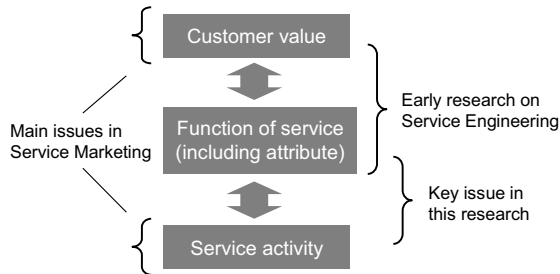 Customer value
Early research on
Service Engineering
Main issues in
Service Marketing
Function of service
(including attribute)
Key issue in
this research
Service activity